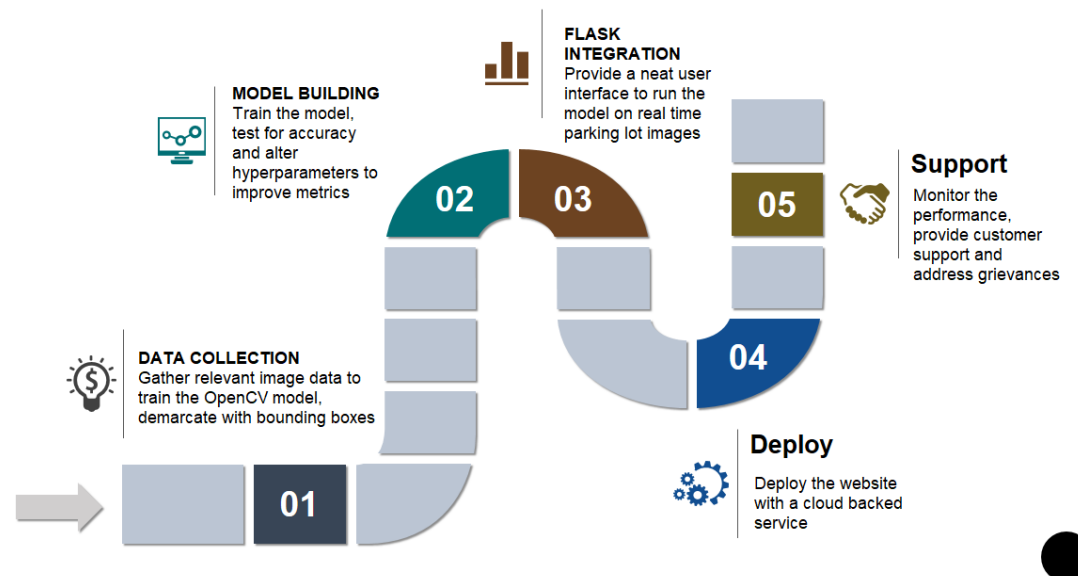 FLASK
INTEGRATION
Provide a neat user
interface to run the
model on real time
parking lot images
MODEL BUILDING
Train the model,
test for accuracy
and alter
hyperparameters to
improve metrics
02
03
05
Support
Monitor the
performance,
provide customer
support and
address grievances
DATA COLLECTION
Gather relevant image data to
train the OpenCV model,
demarcate with bounding boxes
04
01
Deploy
Deploy the website
with a cloud backed
service
$